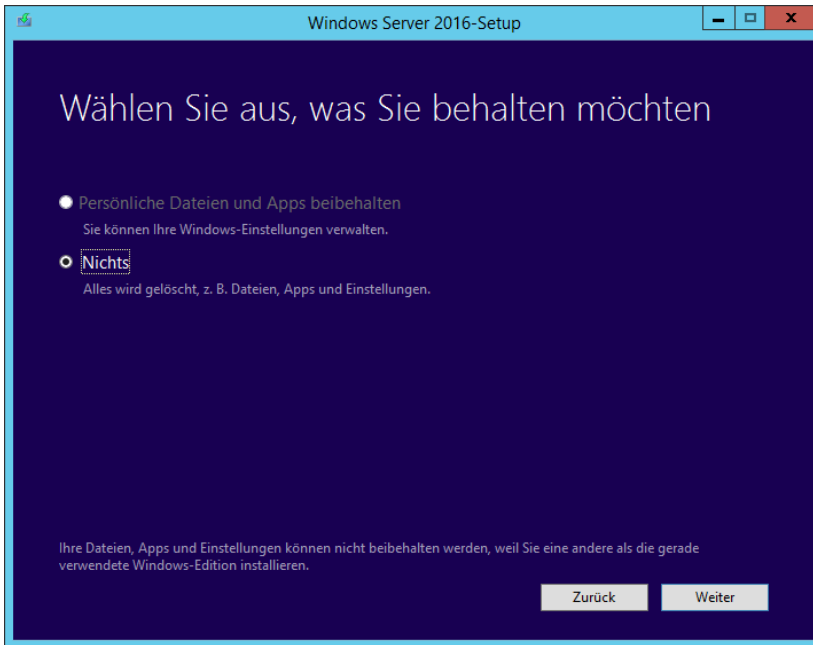 Windows Server 2016-Setup
Wählen Sie aus, was Sie behalten möchten
Persönliche Dateien und Apps beibehalten
Sie können Ihre Windows-Einstellungen verwalten.
Nichts
Alles wird gelöscht, z. B. Dateien, Apps und Einstellungen.
Ihre Dateien, Apps und Einstellungen können nicht beibehalten werden, weil Sie eine andere als die gerade
verwendete Windows-Edition installieren.
Zurück Weiter